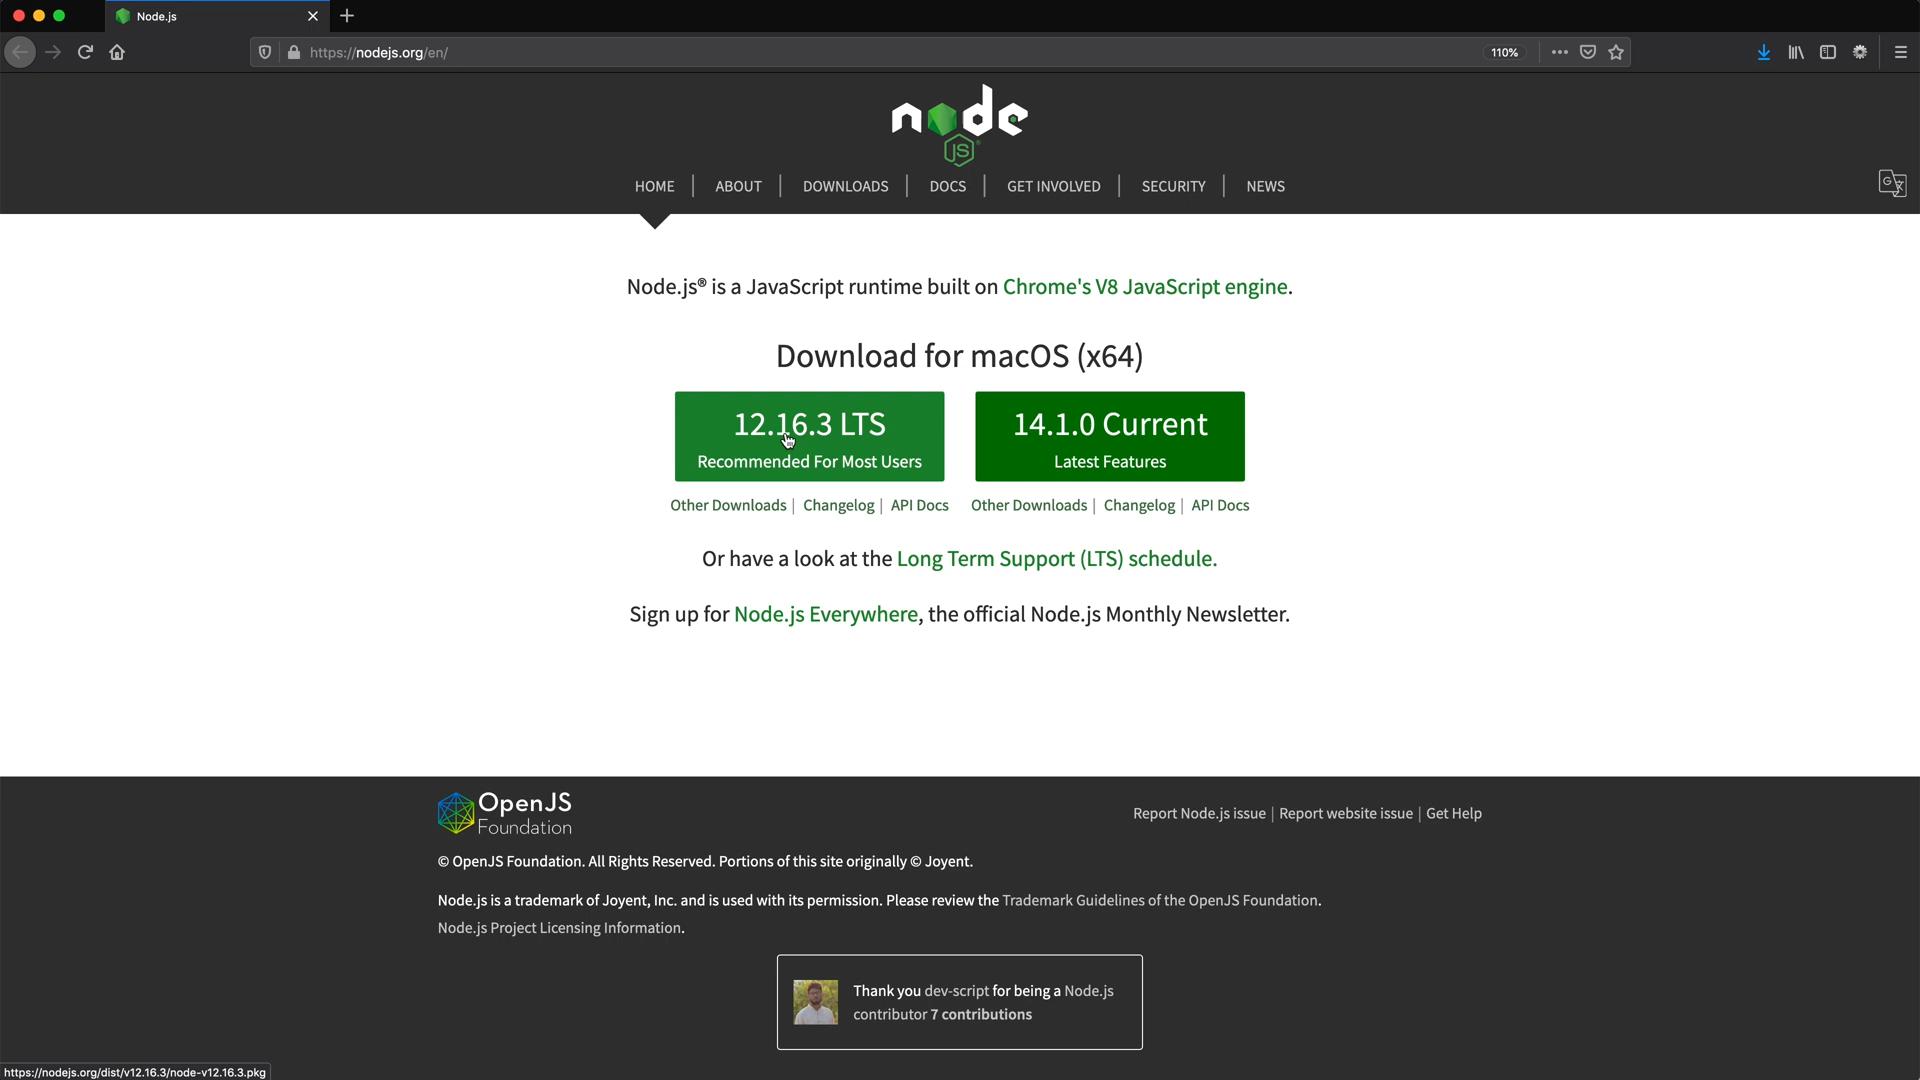 Node.js
https://nodejs.org/en/
110%
node
JS
HOME
ABOUT
DOWNLOADS
DOCS
GET INVOLVED
SECURITY
NEWS
Node.js® is a JavaScript runtime built on Chrome's V8 JavaScript engine.
Download for macOS (x64)
12.16.3 LTS
Recommended For Most Users
14.1.0 Current
Latest Features
Other Downloads | Changelog | API Docs
Other Downloads | Changelog | API Docs
Or have a look at the Long Term Support (LTS) schedule.
Sign up for Node.js Everywhere, the official Node.js Monthly Newsletter.
OpenJS
Foundation
Report Node.js issue | Report website issue | Get Help
© OpenJS Foundation. All Rights Reserved. Portions of this site originally © Joyent.
Node.js is a trademark of Joyent, Inc. and is used with its permission. Please review the Trademark Guidelines of the OpenJS Foundation.
Node.js Project Licensing Information.
Thank you dev-script for being a Node.js
contributor 7 contributions
https://nodejs.org/dist/v12.16.3/node-v12.16.3.pkg